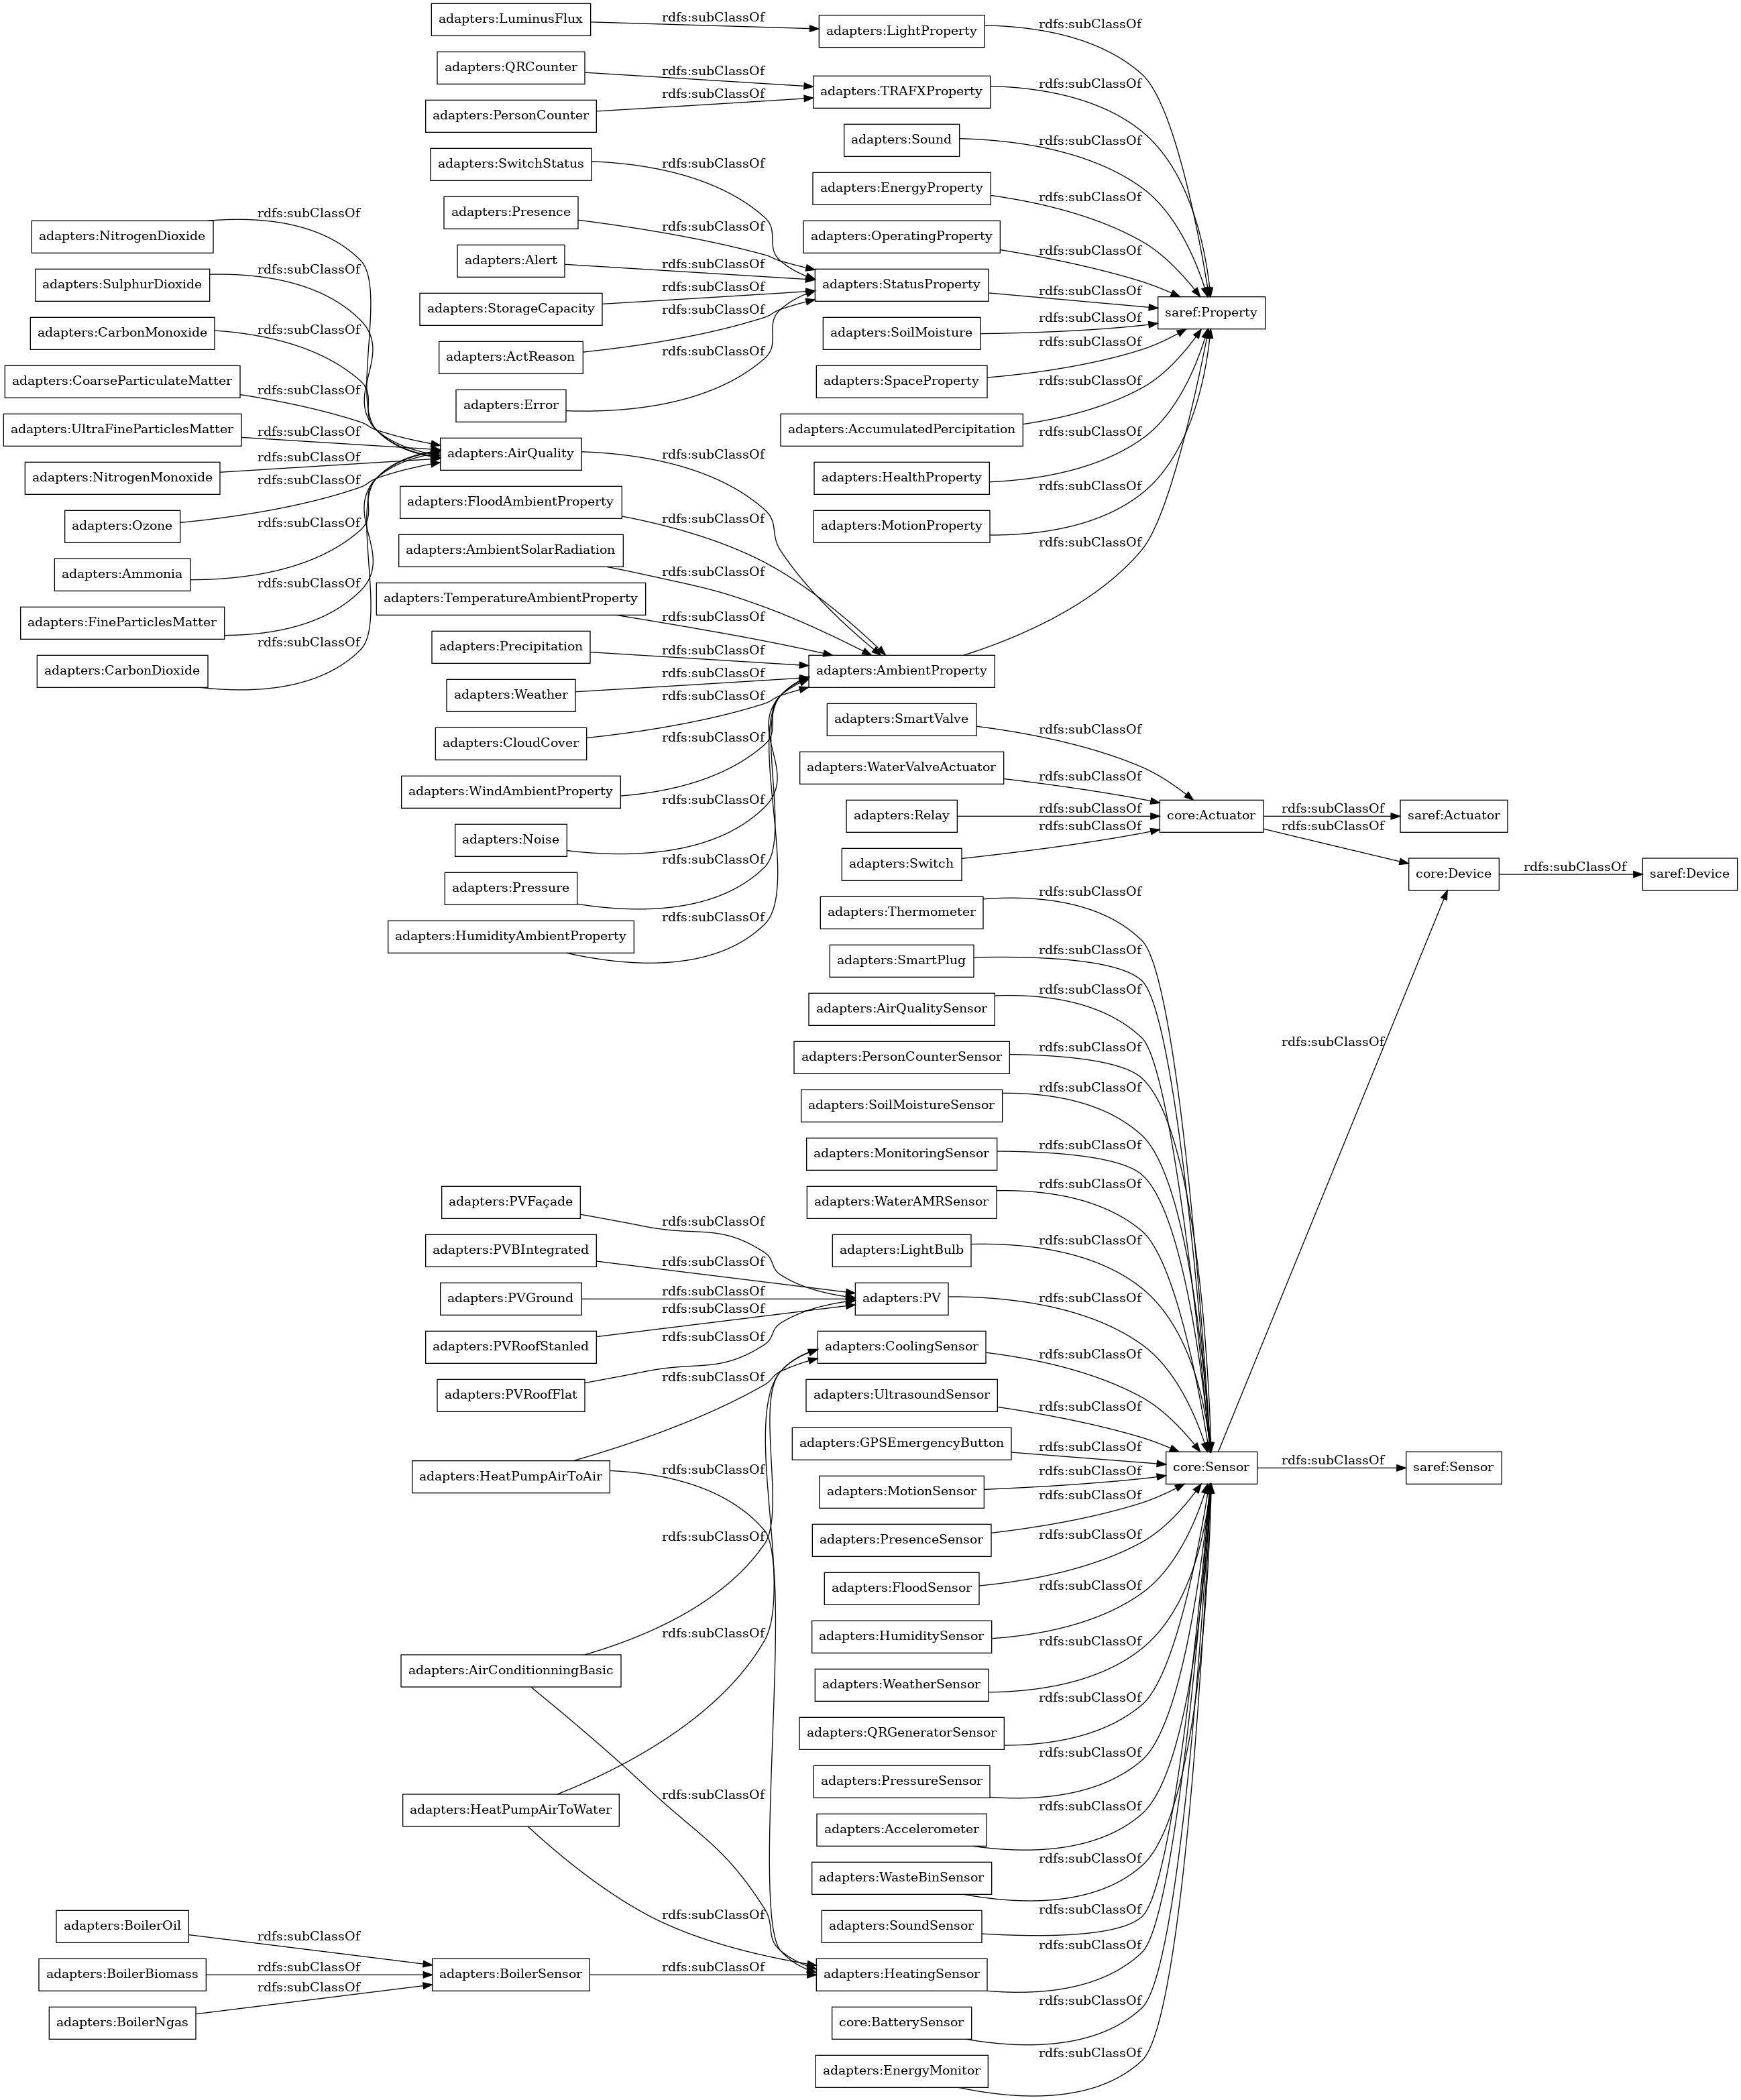 adapters:LuminusFlux
rdfs:subClassOf
adapters:LightProperty
rdfs:subClassOf
adapters:QRCounter
rdfs:subClassOf
adapters:TRAFXProperty
rdfs:subClassOf
adapters:PersonCounter
rdfs:subClassOf
adapters:Sound
rdfs:subClassOf
adapters:SwitchStatus
rdfs:subClassOf
adapters:EnergyProperty
rdfs:subClassOf
adapters:Presence
rdfs:subClassOf
adapters:OperatingProperty
rdfs:subClassOf
adapters:NitrogenDioxide
rdfs:subClassOf
adapters:Alert
rdfs:subClassOf
adapters:StatusProperty
rdfs:subClassOf
adapters:SulphurDioxide
rdfs:subClassOf
adapters:StorageCapacity
rdfs:subClassOf
saref:Property
adapters:CarbonMonoxide
rdfs:subClassOf
adapters:SoilMoisture
rdfs:subClassOf
adapters:ActReason
rdfs:subClassOf
adapters:SpaceProperty
rdfs:subClassOf
adapters:CoarseParticulateMatter
rdfs:subClassOf
adapters:Error
rdfs:subClassOf
adapters:AccumulatedPercipitation
rdfs:subClassOf
adapters:UltraFineParticlesMatter
rdfs:subClassOf
adapters:AirQuality
rdfs:subClassOf
adapters:HealthProperty
rdfs:subClassOf
adapters:NitrogenMonoxide
rdfs:subClassOf
adapters:FloodAmbientProperty
rdfs:subClassOf
adapters:MotionProperty
rdfs:subClassOf
adapters:Ozone
rdfs:subClassOf
adapters:AmbientSolarRadiation
rdfs:subClassOf
adapters:Ammonia
rdfs:subClassOf
adapters:TemperatureAmbientProperty
rdfs:subClassOf
adapters:FineParticlesMatter
rdfs:subClassOf
adapters:Precipitation
rdfs:subClassOf
adapters:AmbientProperty
rdfs:subClassOf
adapters:CarbonDioxide
rdfs:subClassOf
adapters:Weather
rdfs:subClassOf
adapters:CloudCover
rdfs:subClassOf
adapters:SmartValve
rdfs:subClassOf
adapters:WindAmbientProperty
rdfs:subClassOf
adapters:WaterValveActuator
rdfs:subClassOf
adapters:Noise
rdfs:subClassOf
adapters:Relay
rdfs:subClassOf
core:Actuator
rdfs:subClassOf
saref:Actuator
rdfs:subClassOf
adapters:Switch
rdfs:subClassOf
adapters:Pressure
rdfs:subClassOf
core:Device
rdfs:subClassOf
saref:Device
adapters:HumidityAmbientProperty
rdfs:subClassOf
adapters:Thermometer
rdfs:subClassOf
adapters:SmartPlug
rdfs:subClassOf
adapters:AirQualitySensor
rdfs:subClassOf
adapters:PersonCounterSensor
rdfs:subClassOf
rdfs:subClassOf
adapters:SoilMoistureSensor
rdfs:subClassOf
adapters:MonitoringSensor
rdfs:subClassOf
adapters:WaterAMRSensor
rdfs:subClassOf
adapters:PVFaçade
rdfs:subClassOf
adapters:LightBulb
rdfs:subClassOf
adapters:PVBIntegrated
rdfs:subClassOf
adapters:PVGround
rdfs:subClassOf
adapters:PV
rdfs:subClassOf
adapters:PVRoofStanled
rdfs:subClassOf
adapters:CoolingSensor
rdfs:subClassOf
adapters:PVRoofFlat
rdfs:subClassOf
adapters:UltrasoundSensor
rdfs:subClassOf
adapters:HeatPumpAirToAir
rdfs:subClassOf
rdfs:subClassOf
adapters:GPSEmergencyButton
rdfs:subClassOf
adapters:MotionSensor
rdfs:subClassOf
core:Sensor
rdfs:subClassOf
saref:Sensor
adapters:PresenceSensor
rdfs:subClassOf
adapters:FloodSensor
rdfs:subClassOf
adapters:HumiditySensor
rdfs:subClassOf
adapters:AirConditionningBasic
rdfs:subClassOf
rdfs:subClassOf
adapters:WeatherSensor
rdfs:subClassOf
adapters:QRGeneratorSensor
rdfs:subClassOf
adapters:PressureSensor
rdfs:subClassOf
adapters:HeatPumpAirToWater
rdfs:subClassOf
rdfs:subClassOf
adapters:Accelerometer
rdfs:subClassOf
adapters:WasteBinSensor
rdfs:subClassOf
adapters:SoundSensor
rdfs:subClassOf
adapters:BoilerOil
rdfs:subClassOf
adapters:BoilerBiomass
rdfs:subClassOf
adapters:BoilerSensor
rdfs:subClassOf
adapters:HeatingSensor
rdfs:subClassOf
adapters:BoilerNgas
rdfs:subClassOf
core:BatterySensor
rdfs:subClassOf
adapters:EnergyMonitor
rdfs:subClassOf